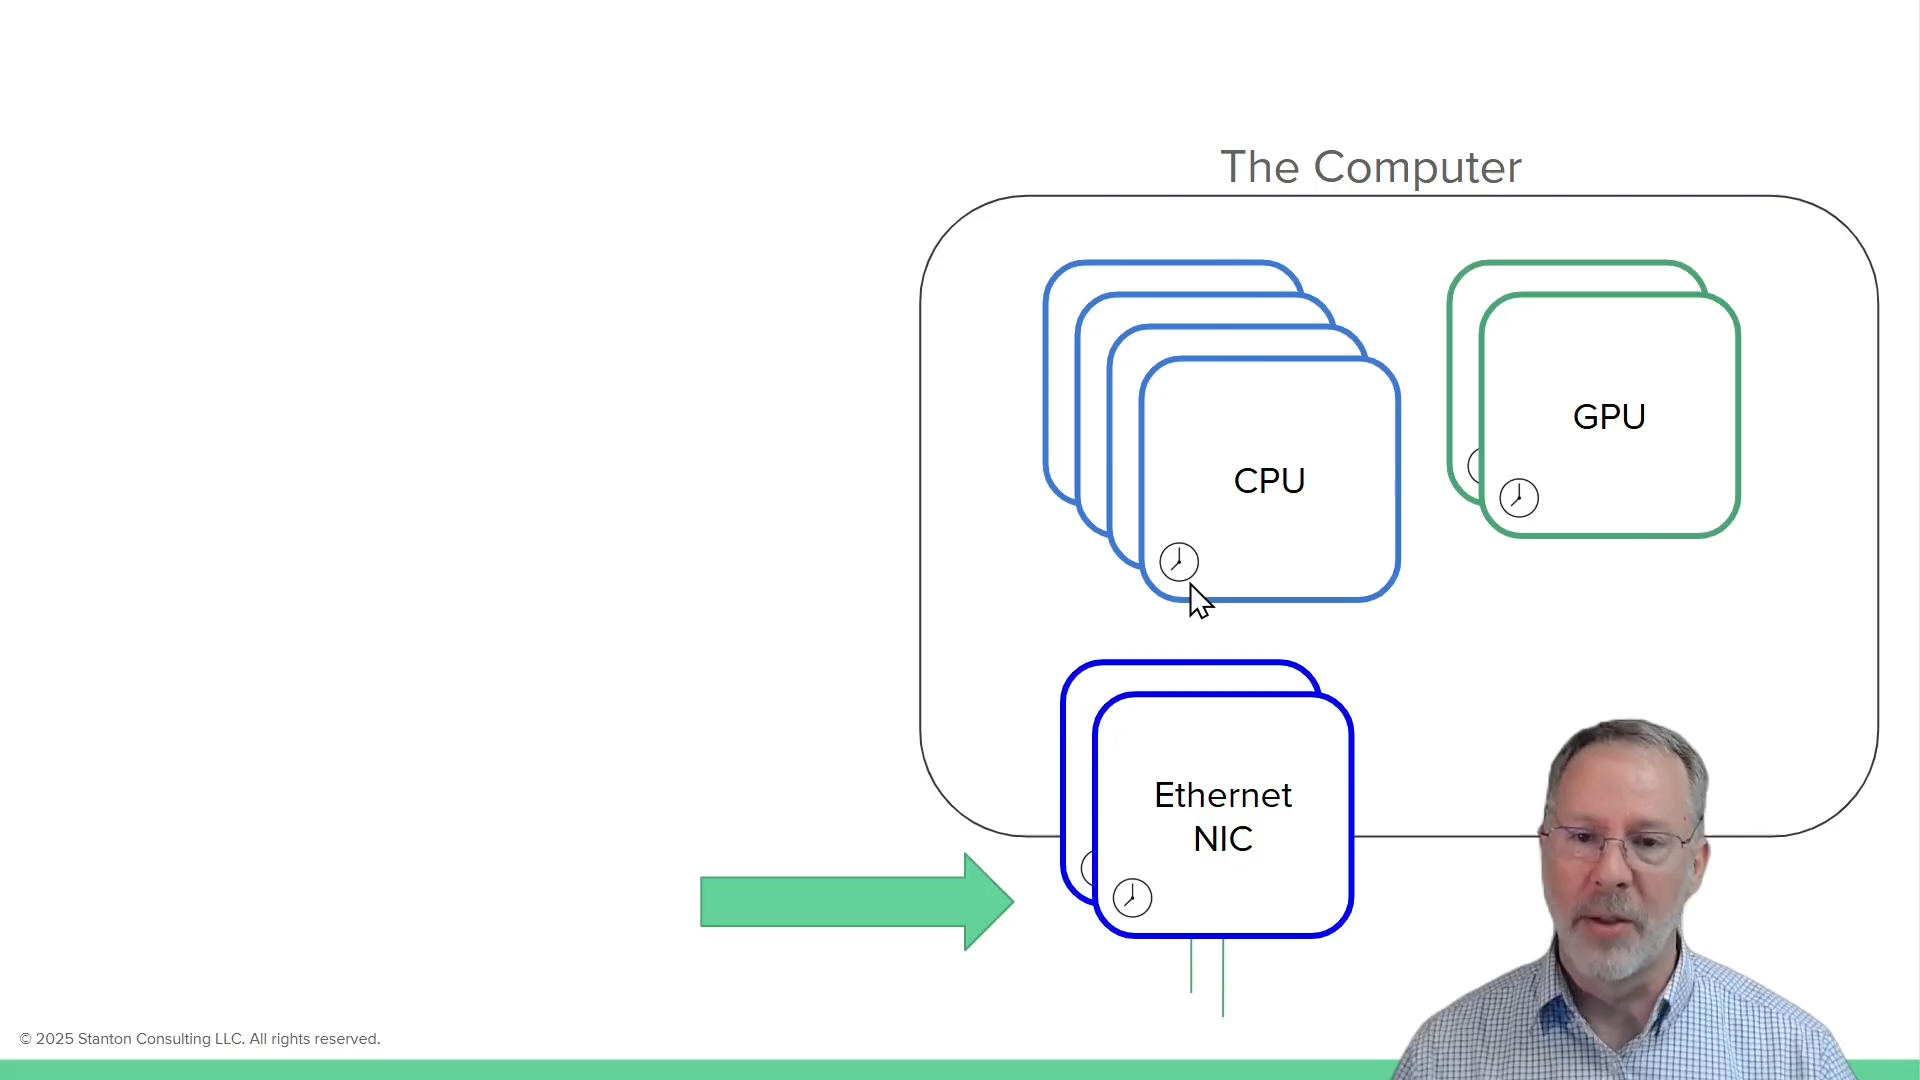 The Computer
GPU
CPU
Ethernet
NIC
© 2025 Stanton Consulting LLC. All rights reserved.